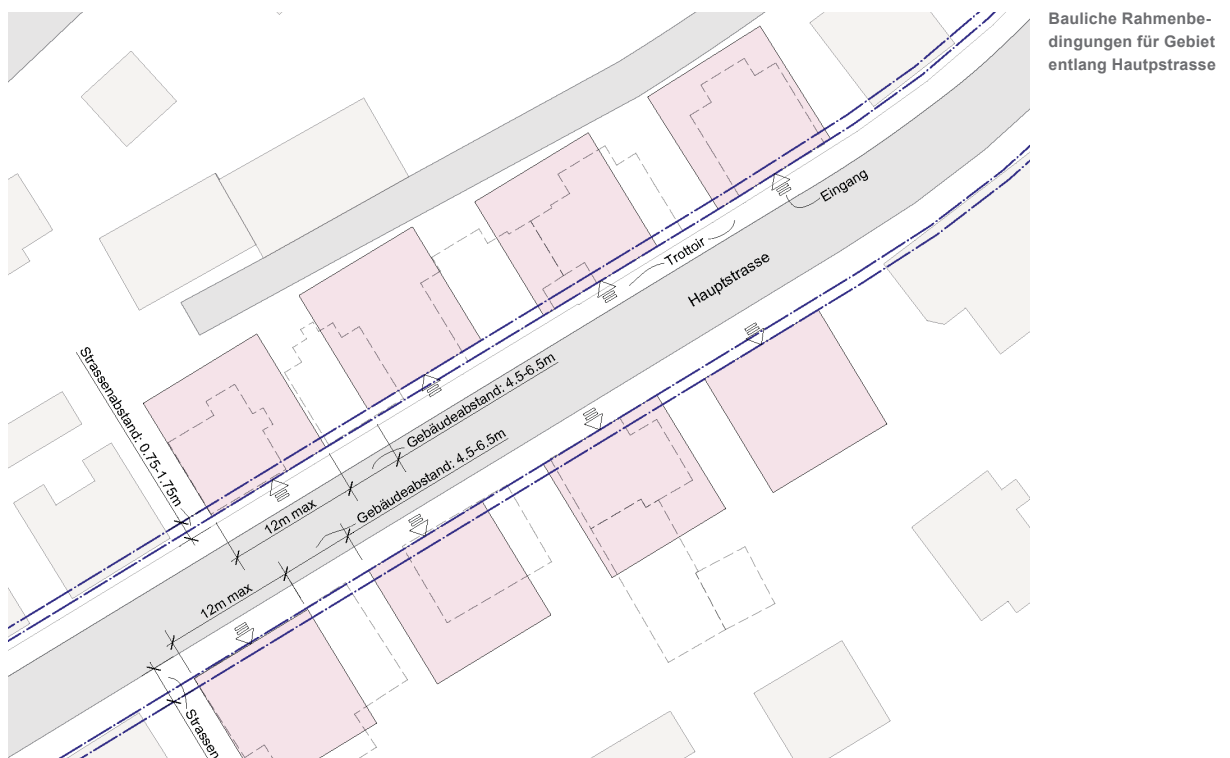 Bauliche Rahmenbe-
dingungen für Gebiet
entlang Hautpstrasse
Eingang
Trottoir
Hauptstrasse
Strassenabstand: 0.75-1.75m
Gebäudeabstand: 4.5-6.5m
Gebäudeabstand: 4.5-6.5m
12m max
12m max
Strassen